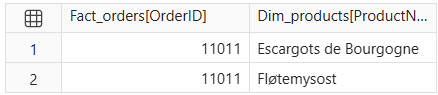 Fact_orders[OrderID] Dim_products[ProductN...
1 11011 Escargots de Bourgogne
2 11011 Fløtemysost